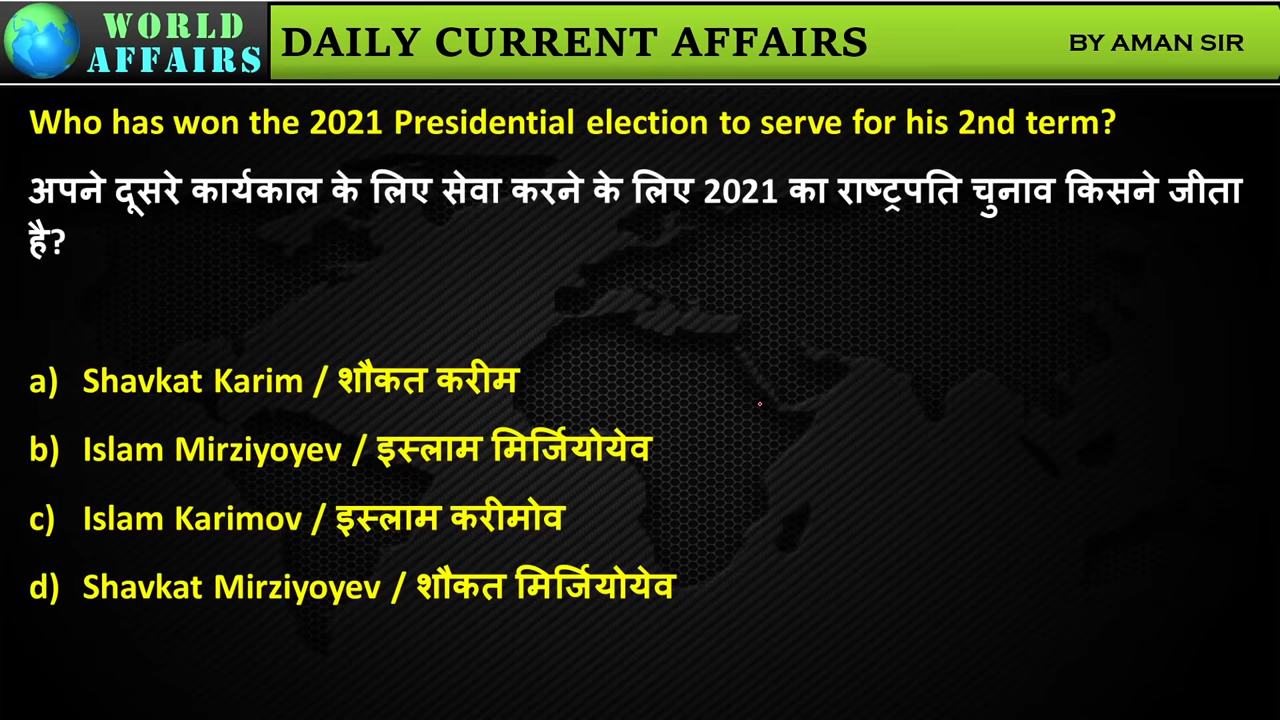 WORLD
AFFAIRS
DAILY CURRENT AFFAIRS
BY AMAN SIR
Who has won the 2021 Presidential election to serve for his 2nd term?
अपने दूसरे कार्यकाल के लिए सेवा करने के लिए 2021 का राष्ट्रपति चुनाव किसने जीता
है?
a) Shavkat Karim / शौकत करीम
b) Islam Mirziyoyev / इस्लाम मिर्जियोयेव
c) Islam Karimov / इस्लाम करीमोव
d) Shavkat Mirziyoyev / शौकत मिर्जियोयेव